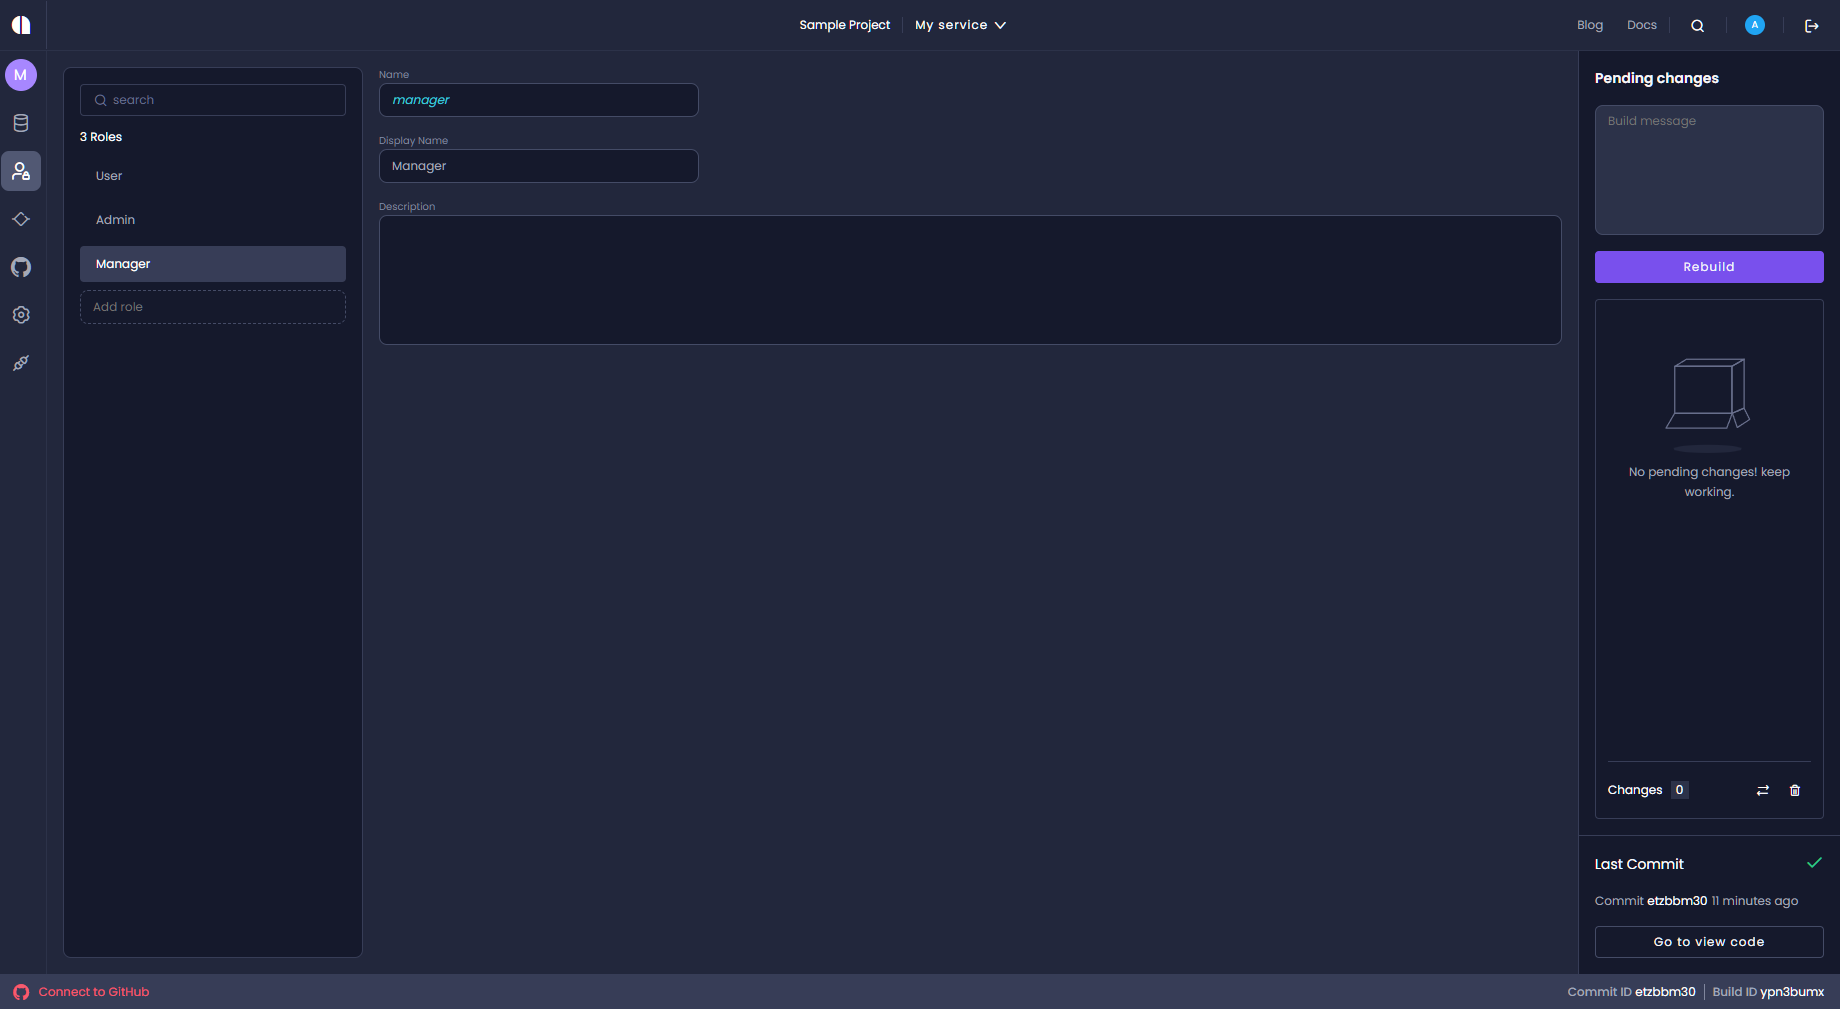 Sample Project
My service
Blog
Docs
A
M
search
3 Roles
User
Admin
Manager
Add role
Name
manager
Display Name
Manager
Description
Pending changes
Build message
Rebuild
No pending changes! keep
working.
Changes 0
Last Commit
Commit etzbbm30 11 minutes ago
Go to view code
Connect to GitHub
Commit ID etzbbm30
Build ID ypn3bumx